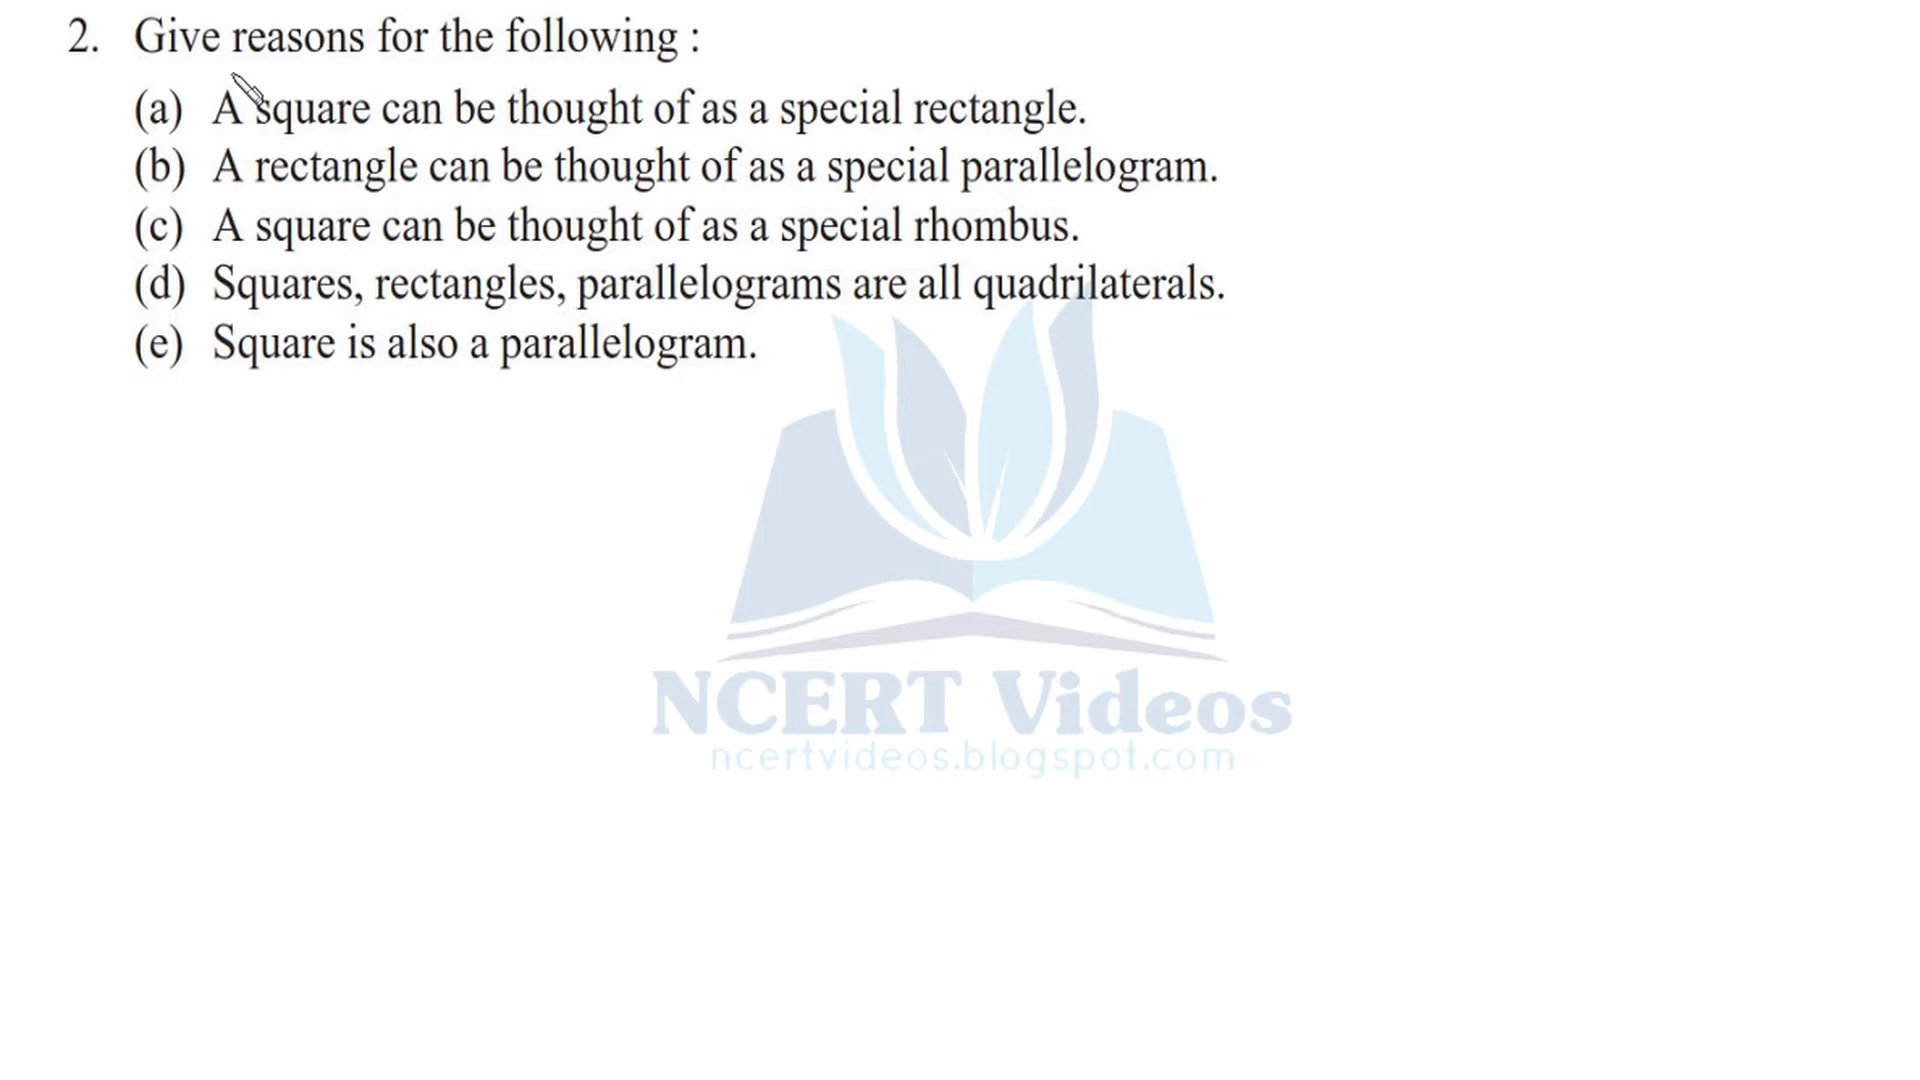 2. Give reasons for the following :
(a) A square can be thought of as a special rectangle.
(b) A rectangle can be thought of as a special parallelogram.
(c) A square can be thought of as a special rhombus.
(d) Squares, rectangles, parallelograms are all quadrilaterals.
(e) Square is also a parallelogram.
NCERT Videos
ncertvideos.blogspot.com